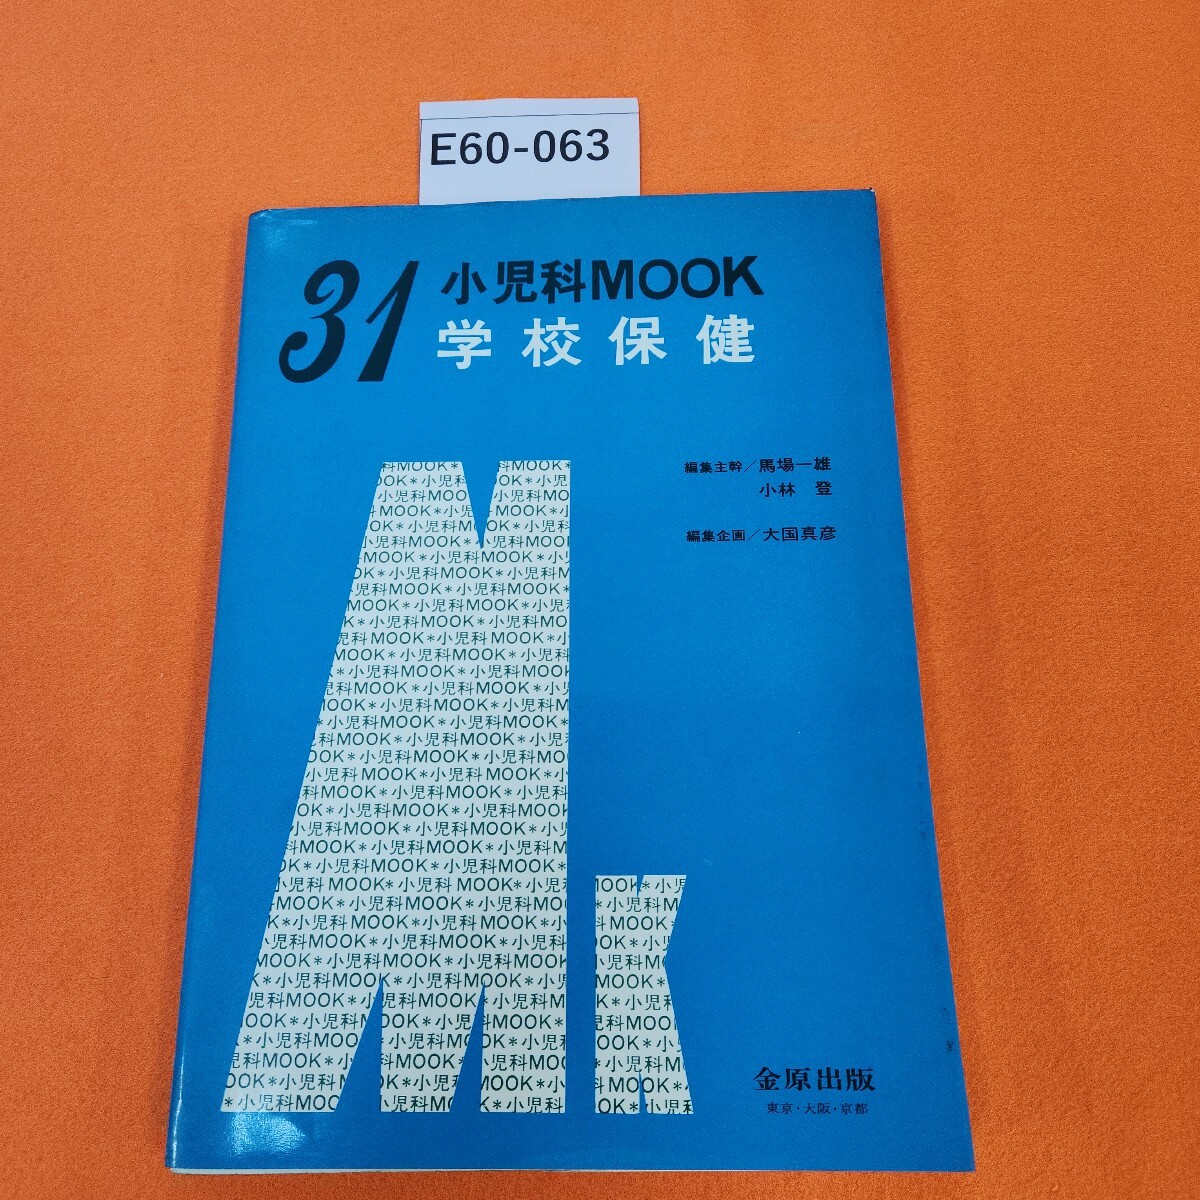 E60-063
31
小児科MOOK
学校保健
編集主幹／馬場一雄
小林 登
編集企画／大国真彦
金原出版
東京・大阪・京都